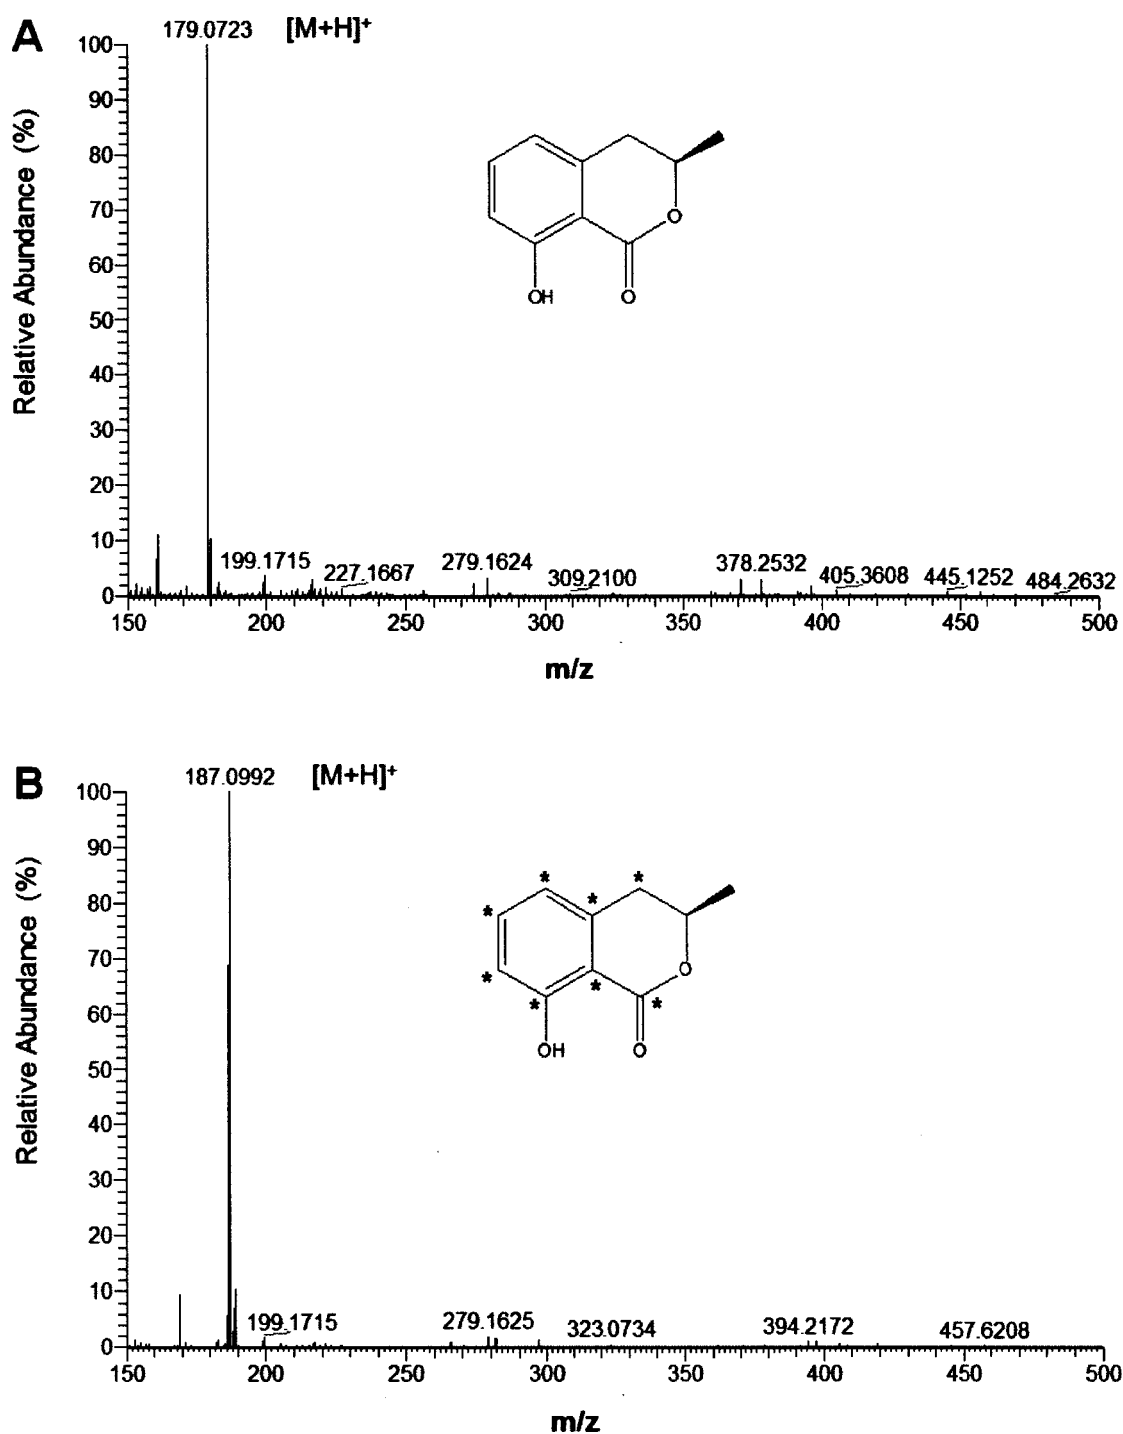 A
179.0723 [M+H]+
Relative Abundance (%)
100
90
80
70
60
50
40
30
20
10
0
OH
O
O
199.1715
227.1667
279.1624
309.2100
378.2532
405.3608
445.1252
484.2632
150 200 250 300 350 400 450 500
m/z
B
187.0992 [M+H]+
Relative Abundance (%)
100
90
80
70
60
50
40
30
20
10
0
* * * * * * * *
OH
O
O
199.1715
279.1625
323.0734
394.2172
457.6208
150 200 250 300 350 400 450 500
m/z